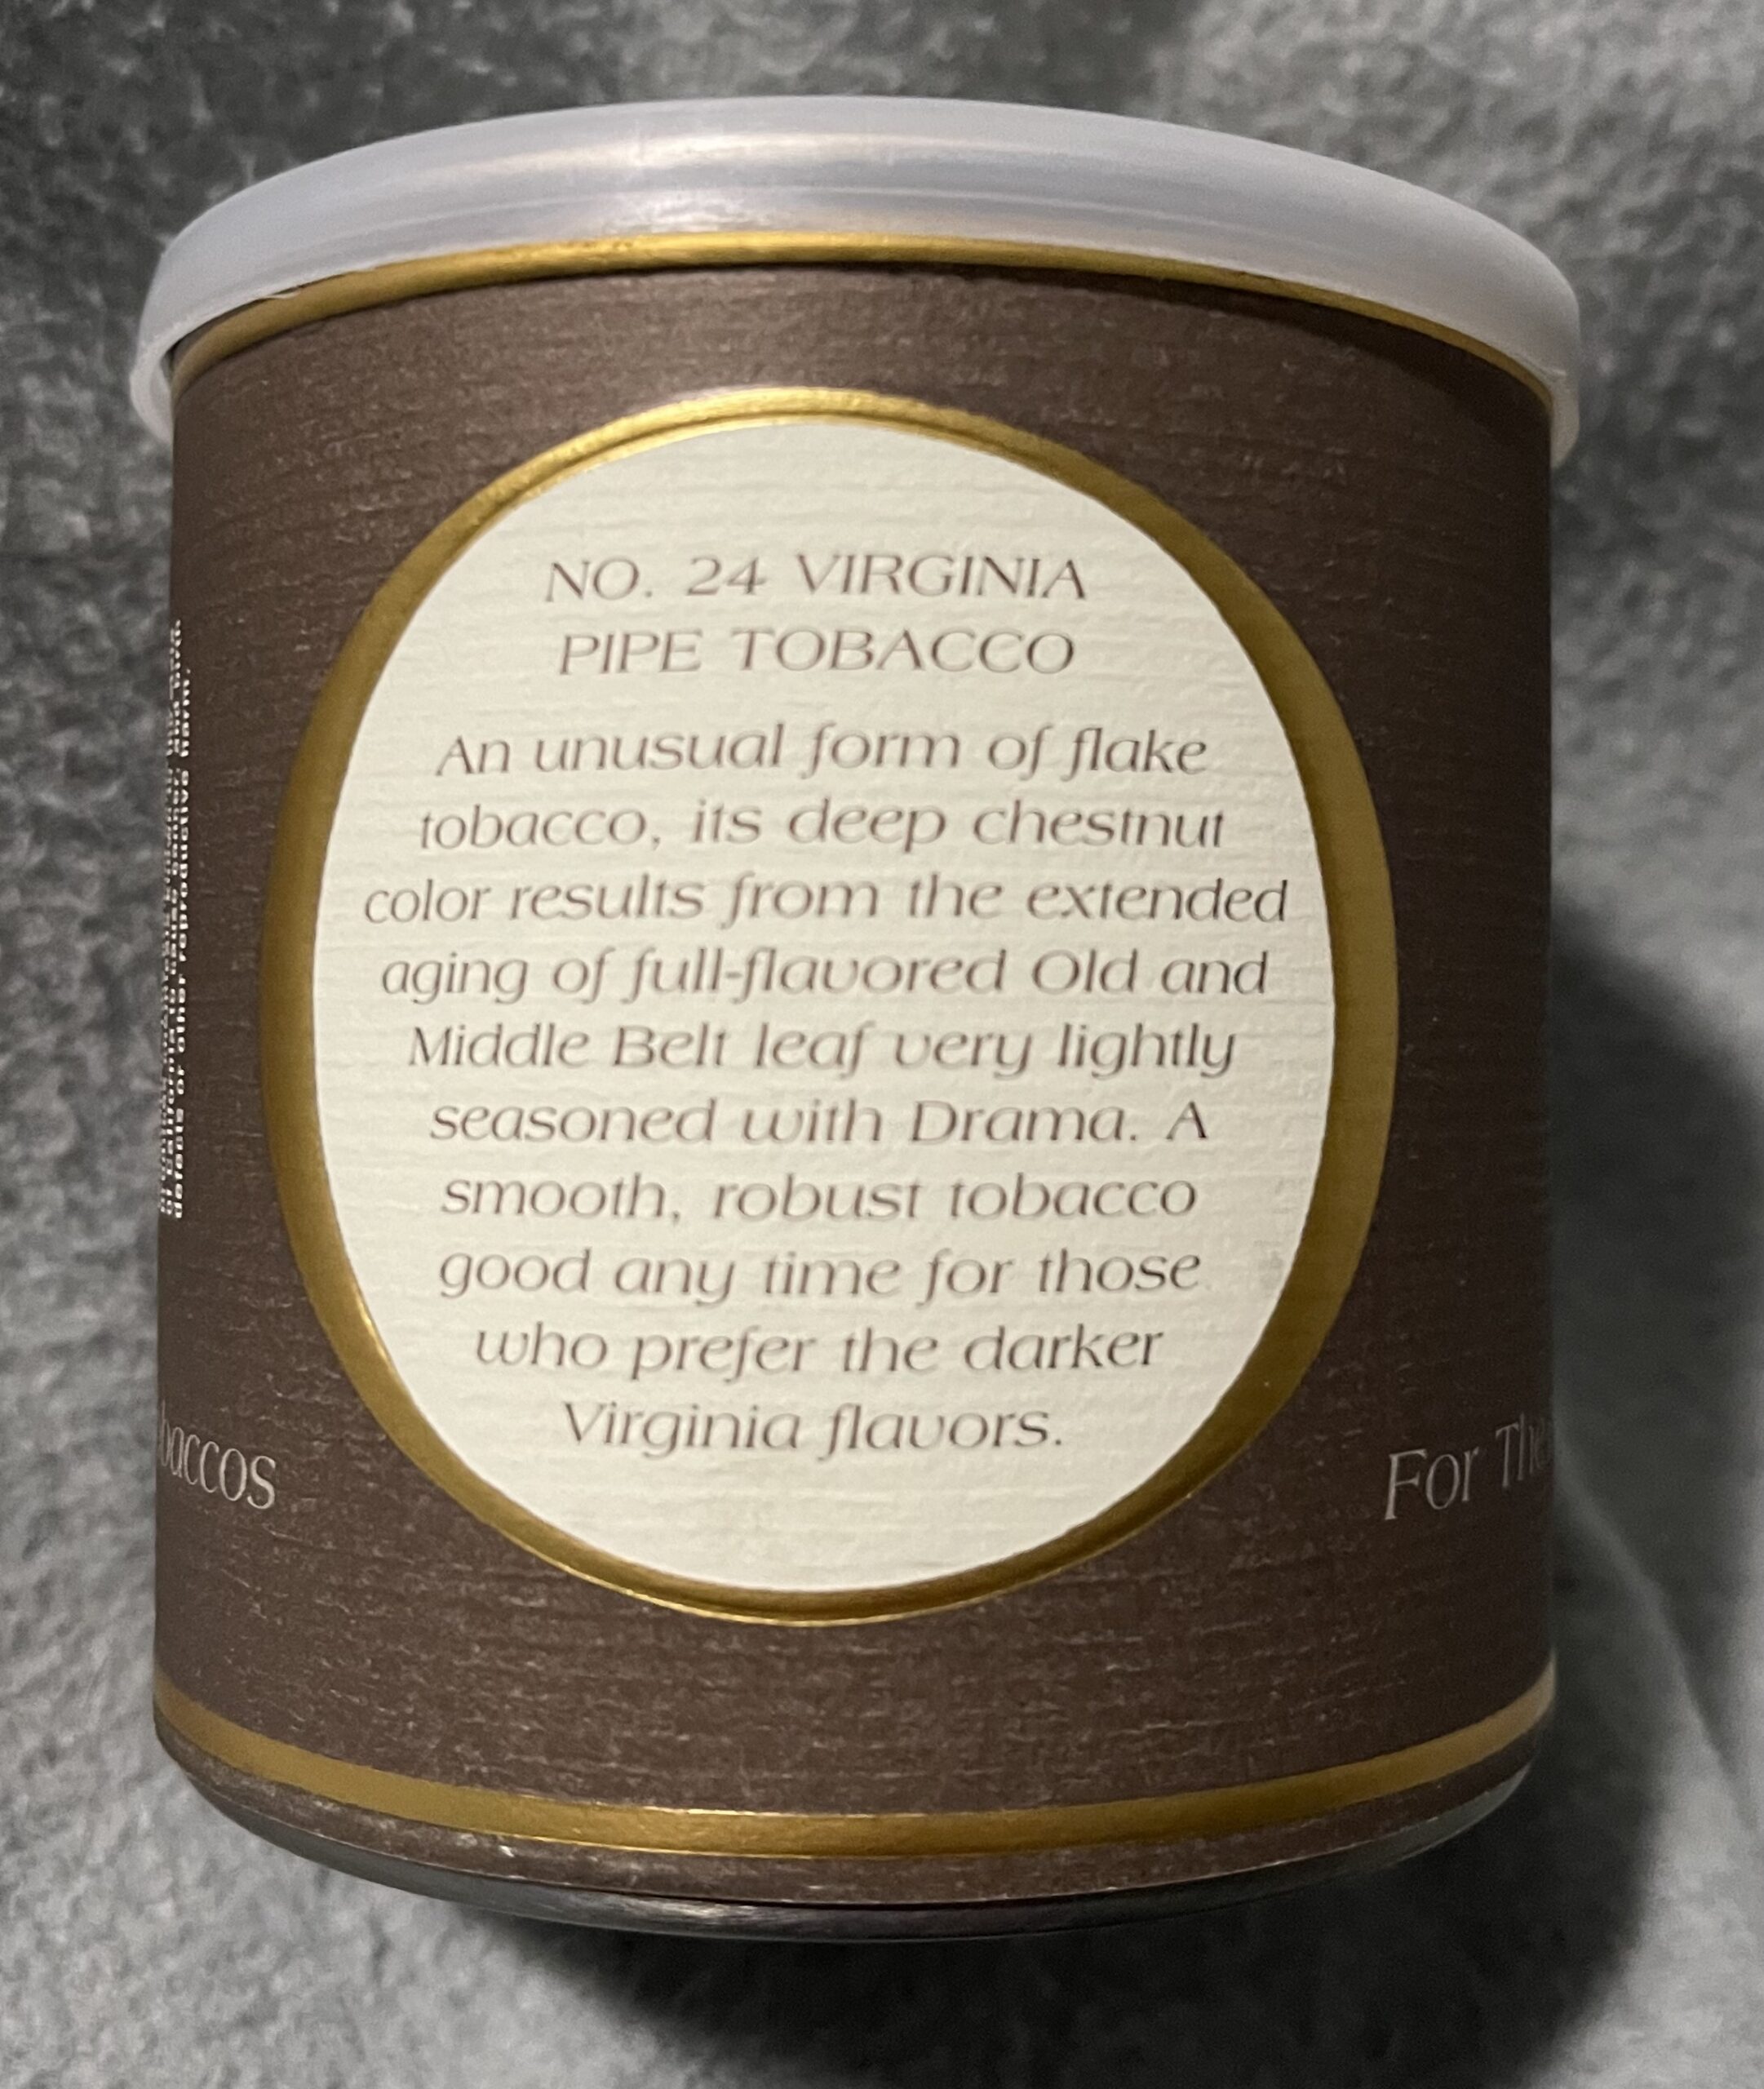 NO. 24 VIRGINIA
PIPE TOBACCO
An unusual form of flake
tobacco, its deep chestnut
color results from the extended
aging of full-flavored Old and
Middle Belt leaf very lightly
seasoned with Drama. A
smooth, robust tobacco
good any time for those
who prefer the darker
Virginia flavors.
baccos
For The